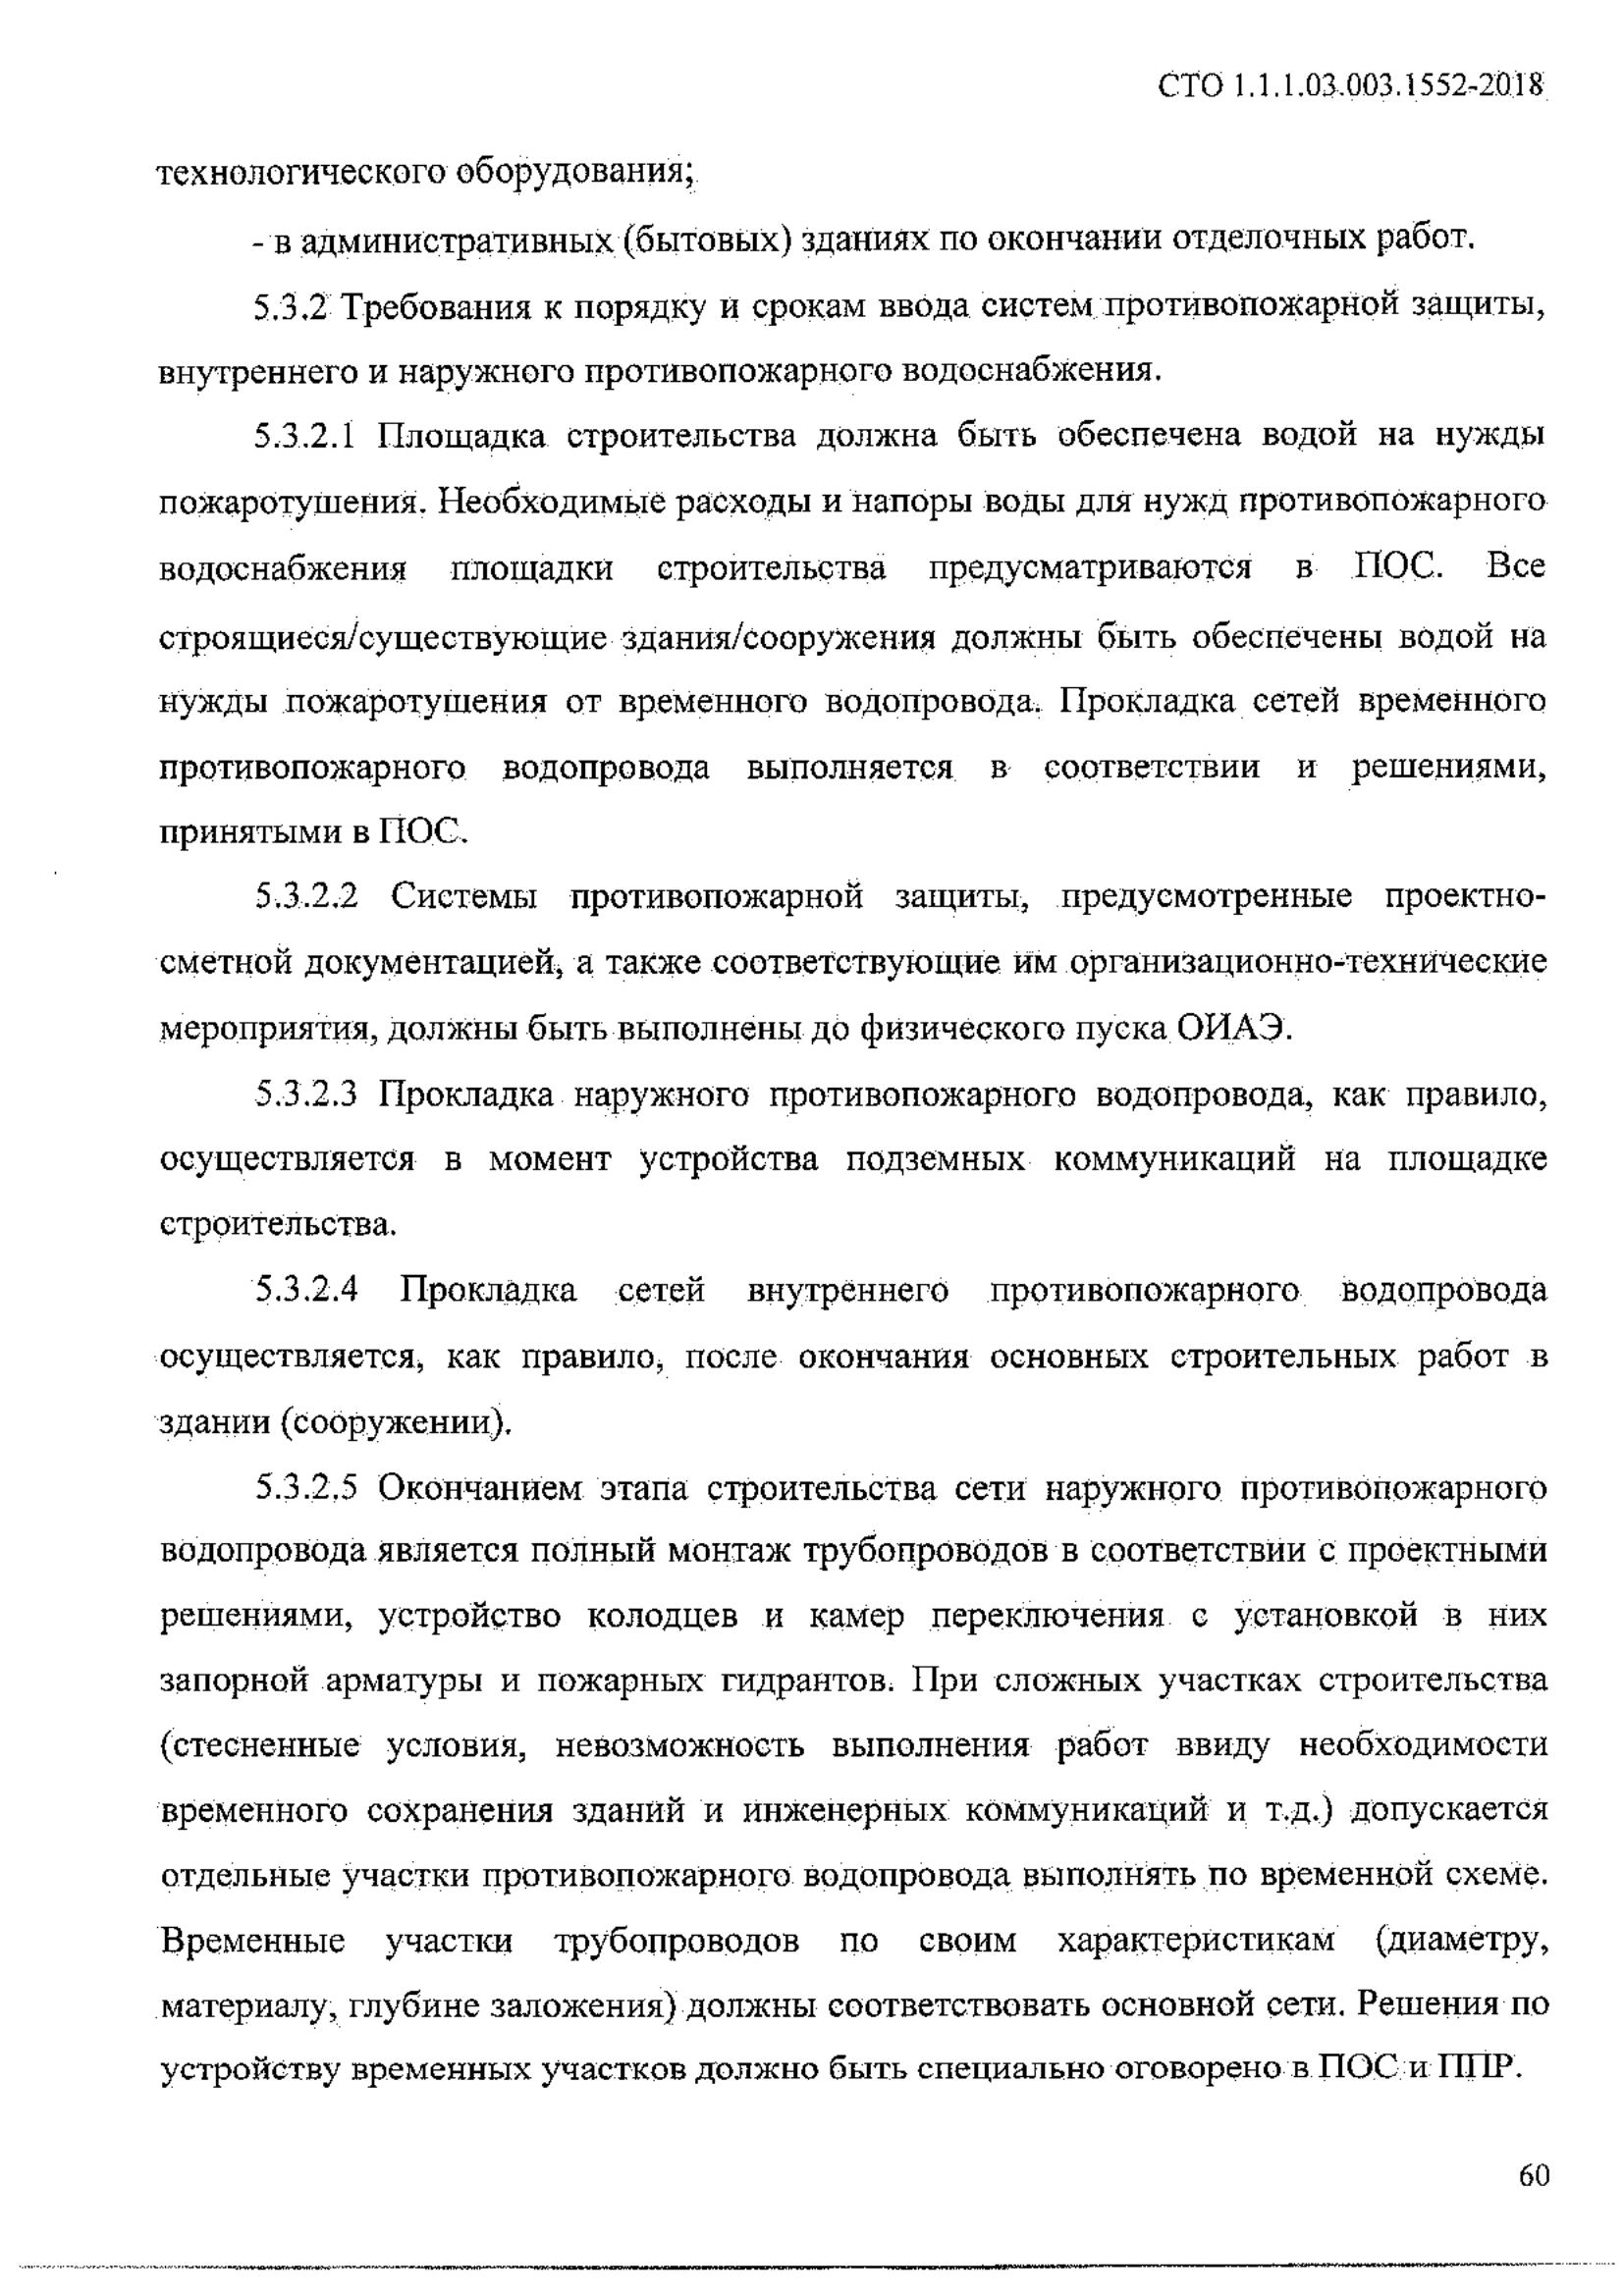 СТО 1.1.1.03.003.1552-2018
технологического оборудования;
- в административных (бытовых) зданиях по окончании отделочных работ.
5.3.2 Требования к порядку и срокам ввода систем противопожарной защиты,
внутреннего и наружного противопожарного водоснабжения.
5.3.2.1 Площадка строительства должна быть обеспечена водой на нужды
пожаротушения. Необходимые расходы и напоры воды для нужд противопожарного
водоснабжения площадки строительства предусматриваются в ПОС. Все
строящиеся/существующие здания/сооружения должны быть обеспечены водой на
нужды пожаротушения от временного водопровода. Прокладка сетей временного
противопожарного водопровода выполняется в соответствии и решениями,
принятыми в ПОС.
5.3.2.2 Системы противопожарной защиты, предусмотренные проектно-
сметной документацией, а также соответствующие им организационно-технические
мероприятия, должны быть выполнены до физического пуска ОИАЭ.
5.3.2.3 Прокладка наружного противопожарного водопровода, как правило,
осуществляется в момент устройства подземных коммуникаций на площадке
строительства.
5.3.2.4 Прокладка сетей внутреннего противопожарного водопровода
осуществляется, как правило, после окончания основных строительных работ в
здании (сооружении).
5.3.2.5 Окончанием этапа строительства сети наружного противопожарного
водопровода является полный монтаж трубопроводов в соответствии с проектными
решениями, устройство колодцев и камер переключения с установкой в них
запорной арматуры и пожарных гидрантов. При сложных участках строительства
(стесненные условия, невозможность выполнения работ ввиду необходимости
временного сохранения зданий и инженерных коммуникаций и т.д.) допускается
отдельные участки противопожарного водопровода выполнять по временной схеме.
Временные участки трубопроводов по своим характеристикам (диаметру,
материалу, глубине заложения) должны соответствовать основной сети. Решения по
устройству временных участков должно быть специально оговорено в ПОС и ППР.
60